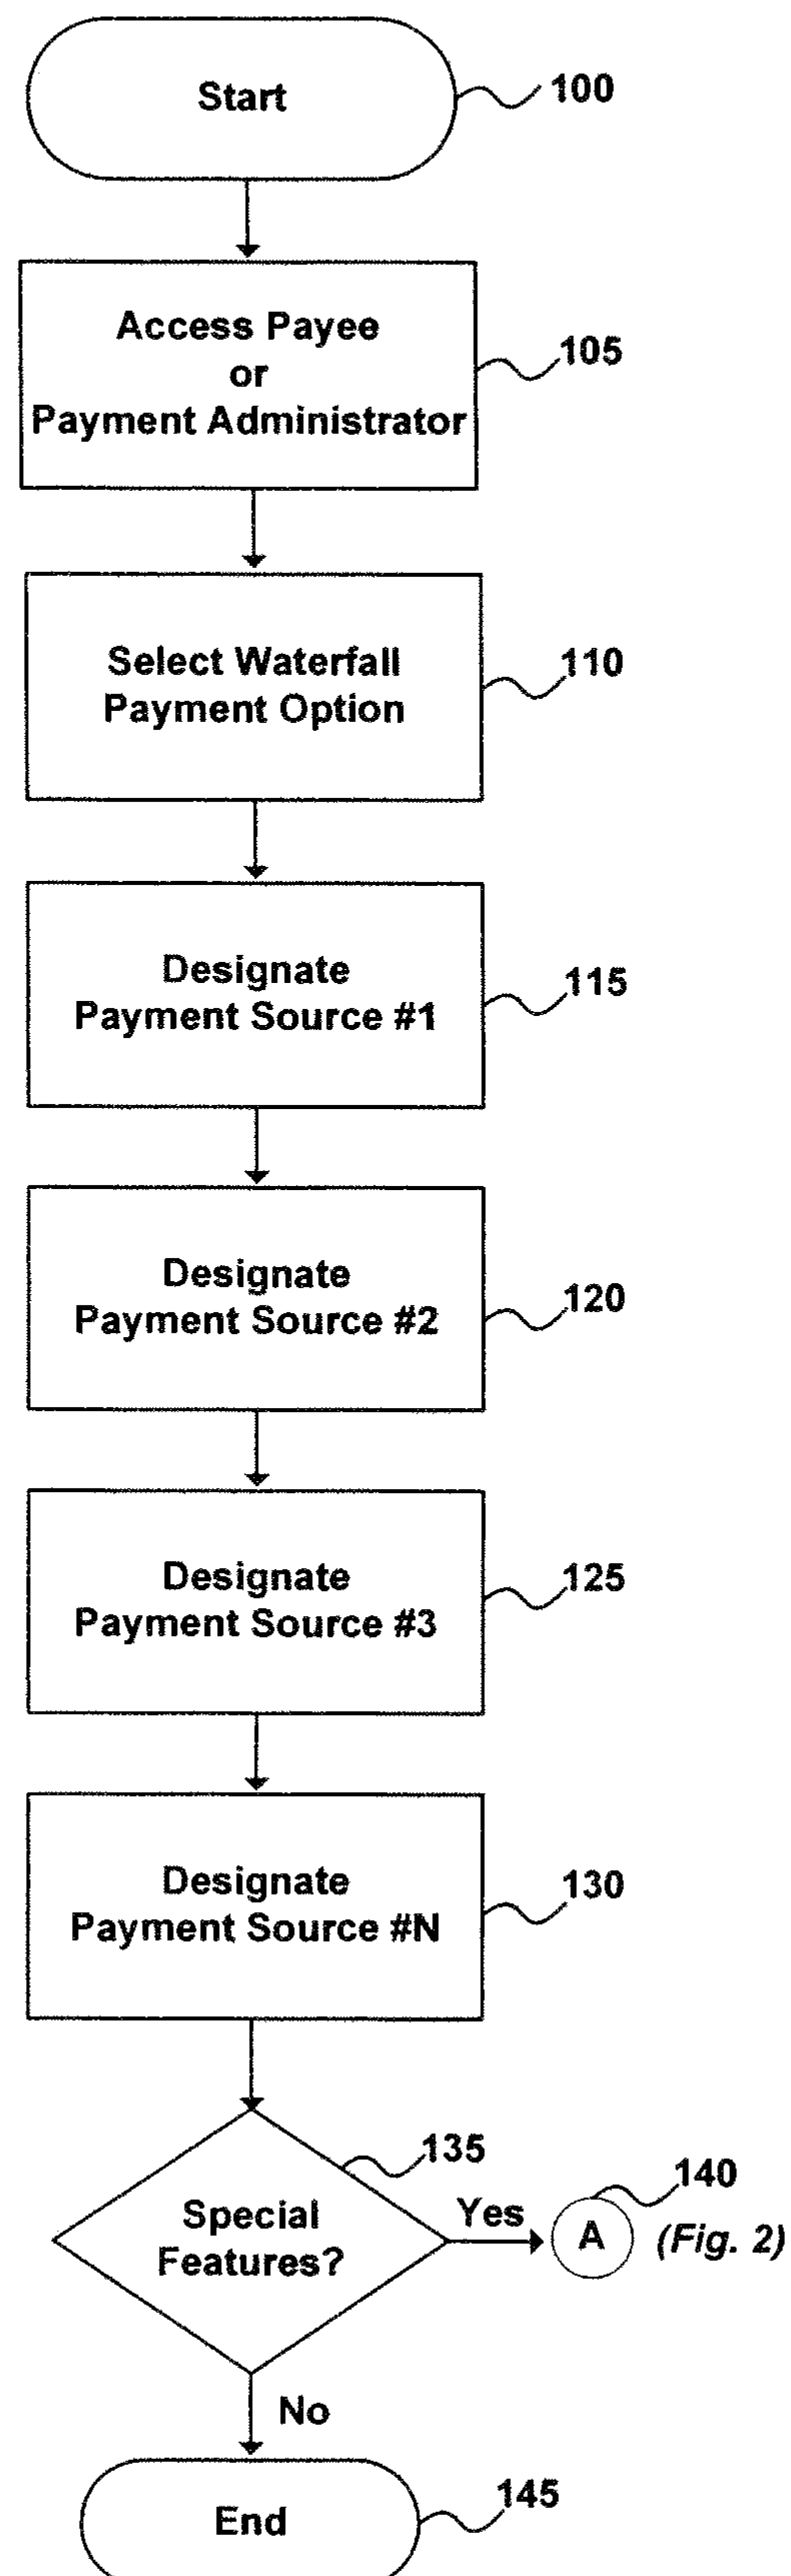 Start
100
Access Payee
or
Payment Administrator
105
Select Waterfall
Payment Option
110
Designate
Payment Source #1
115
Designate
Payment Source #2
120
Designate
Payment Source #3
125
Designate
Payment Source #N
130
135
Special
Features?
Yes
140
A
(Fig. 2)
No
End
145